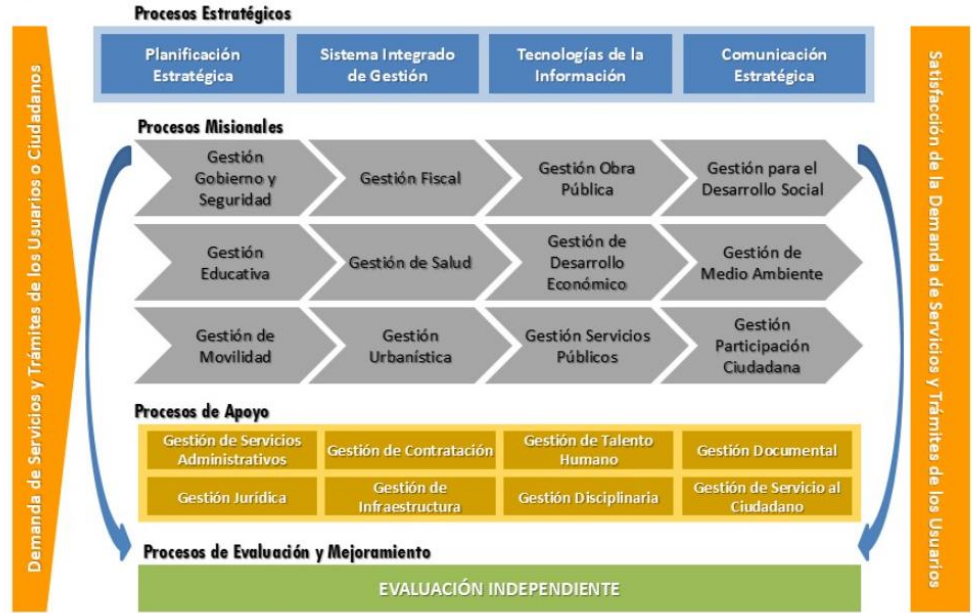 Procesos Estratégicos
Demanda de Servicios y Trámites de los Usuarios o Ciudadanos
Planificación
Estratégica
Sistema Integrado
de Gestión
Tecnologías de la
Información
Comunicación
Estratégica
Procesos Misionales
Gestión
Gobierno y
Seguridad
Gestión Fiscal
Gestión Obra
Pública
Gestión para el
Desarrollo Social
Gestión
Educativa
Gestión de Salud
Gestión de
Desarrollo
Económico
Gestión de
Medio Ambiente
Gestión de
Movilidad
Gestión
Urbanística
Gestión Servicios
Públicos
Gestión
Participación
Ciudadana
Procesos de Apoyo
Gestión de Servicios
Administrativos
Gestión de Contratación
Gestión de Talento
Humano
Gestión Documental
Gestión Jurídica
Gestión de
Infraestructura
Gestión Disciplinaria
Gestión de Servicio al
Ciudadano
Procesos de Evaluación y Mejoramiento
EVALUACIÓN INDEPENDIENTE
Satisfacción de la Demanda de Servicios y Trámites de los Usuarios